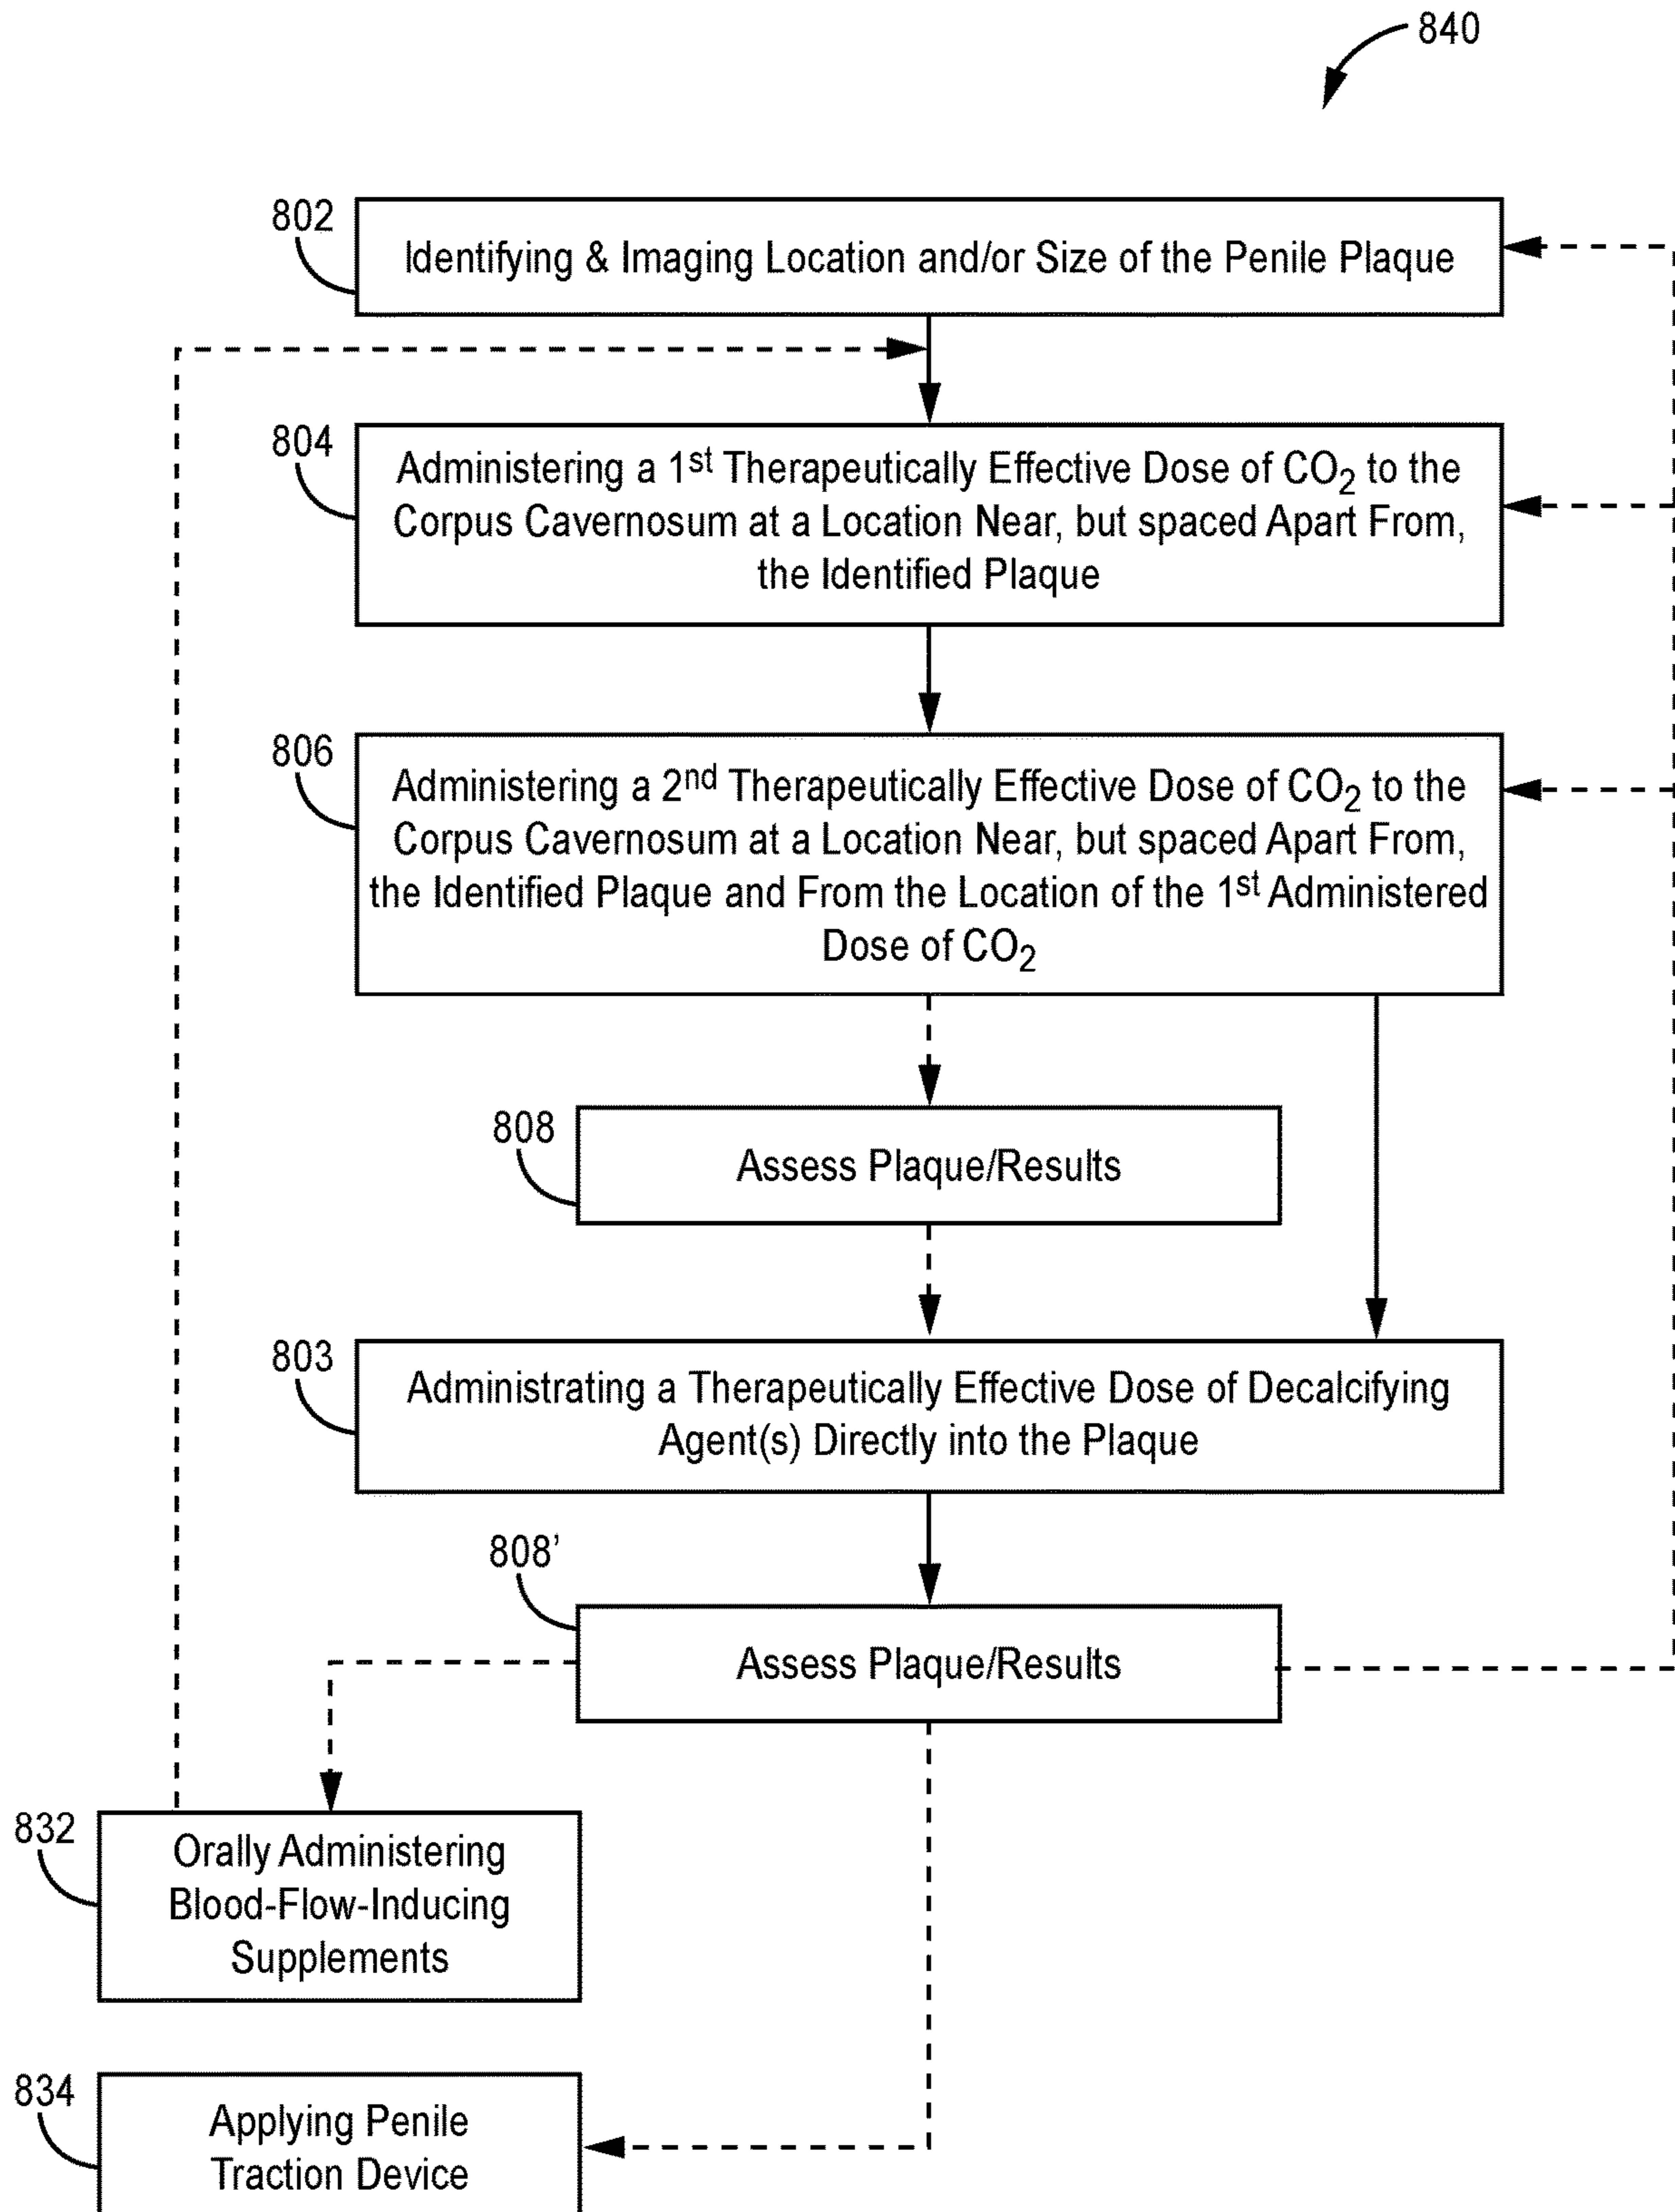 840
802
Identifying & Imaging Location and/or Size of the Penile Plaque
804
Administering a 1st Therapeutically Effective Dose of CO2 to the
Corpus Cavernosum at a Location Near, but spaced Apart From,
the Identified Plaque
806
Administering a 2nd Therapeutically Effective Dose of CO2 to the
Corpus Cavernosum at a Location Near, but spaced Apart From,
the Identified Plaque and From the Location of the 1st Administered
Dose of CO2
808
Assess Plaque/Results
803
Administrating a Therapeutically Effective Dose of Decalcifying
Agent(s) Directly into the Plaque
808’
Assess Plaque/Results
832
Orally Administering
Blood-Flow-Inducing
Supplements
834
Applying Penile
Traction Device